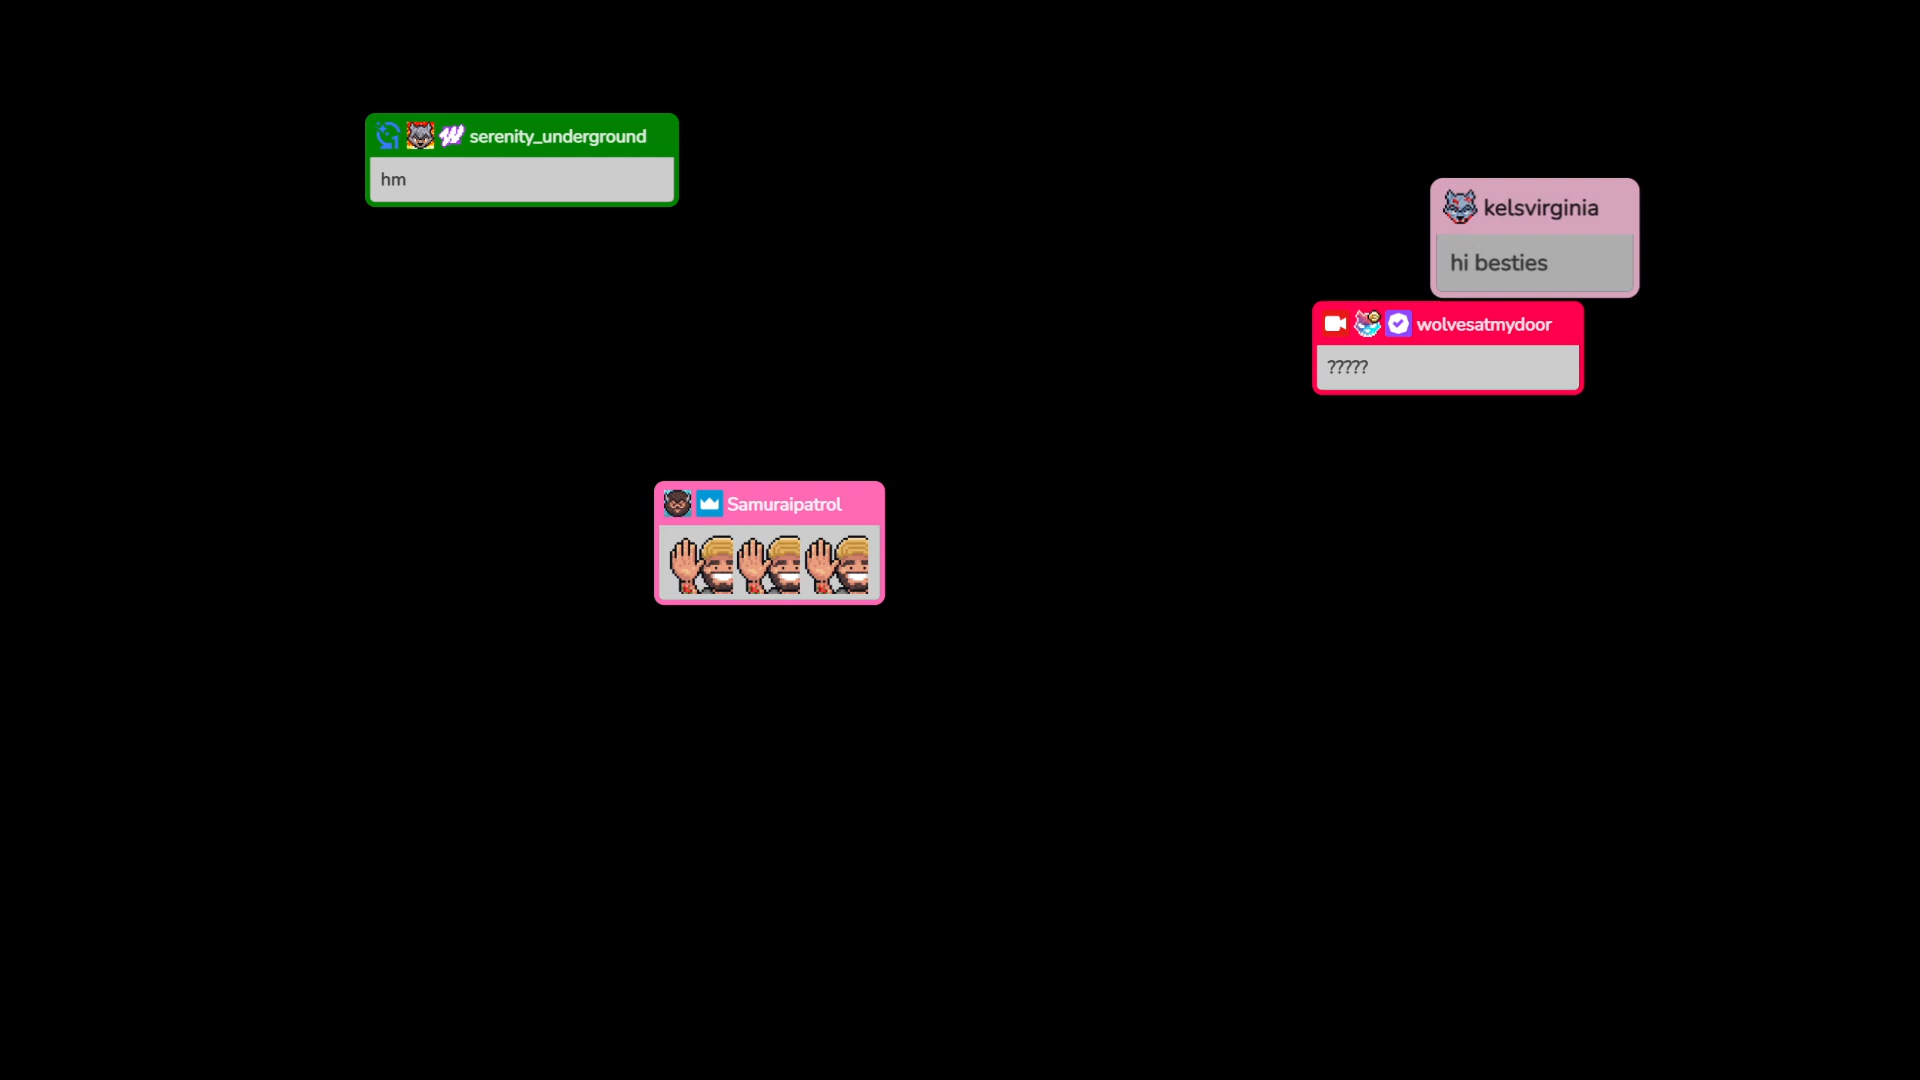 serenity_underground
hm
kelsvirginia
hi besties
wolvesatmydoor
?????
Samuraipatrol